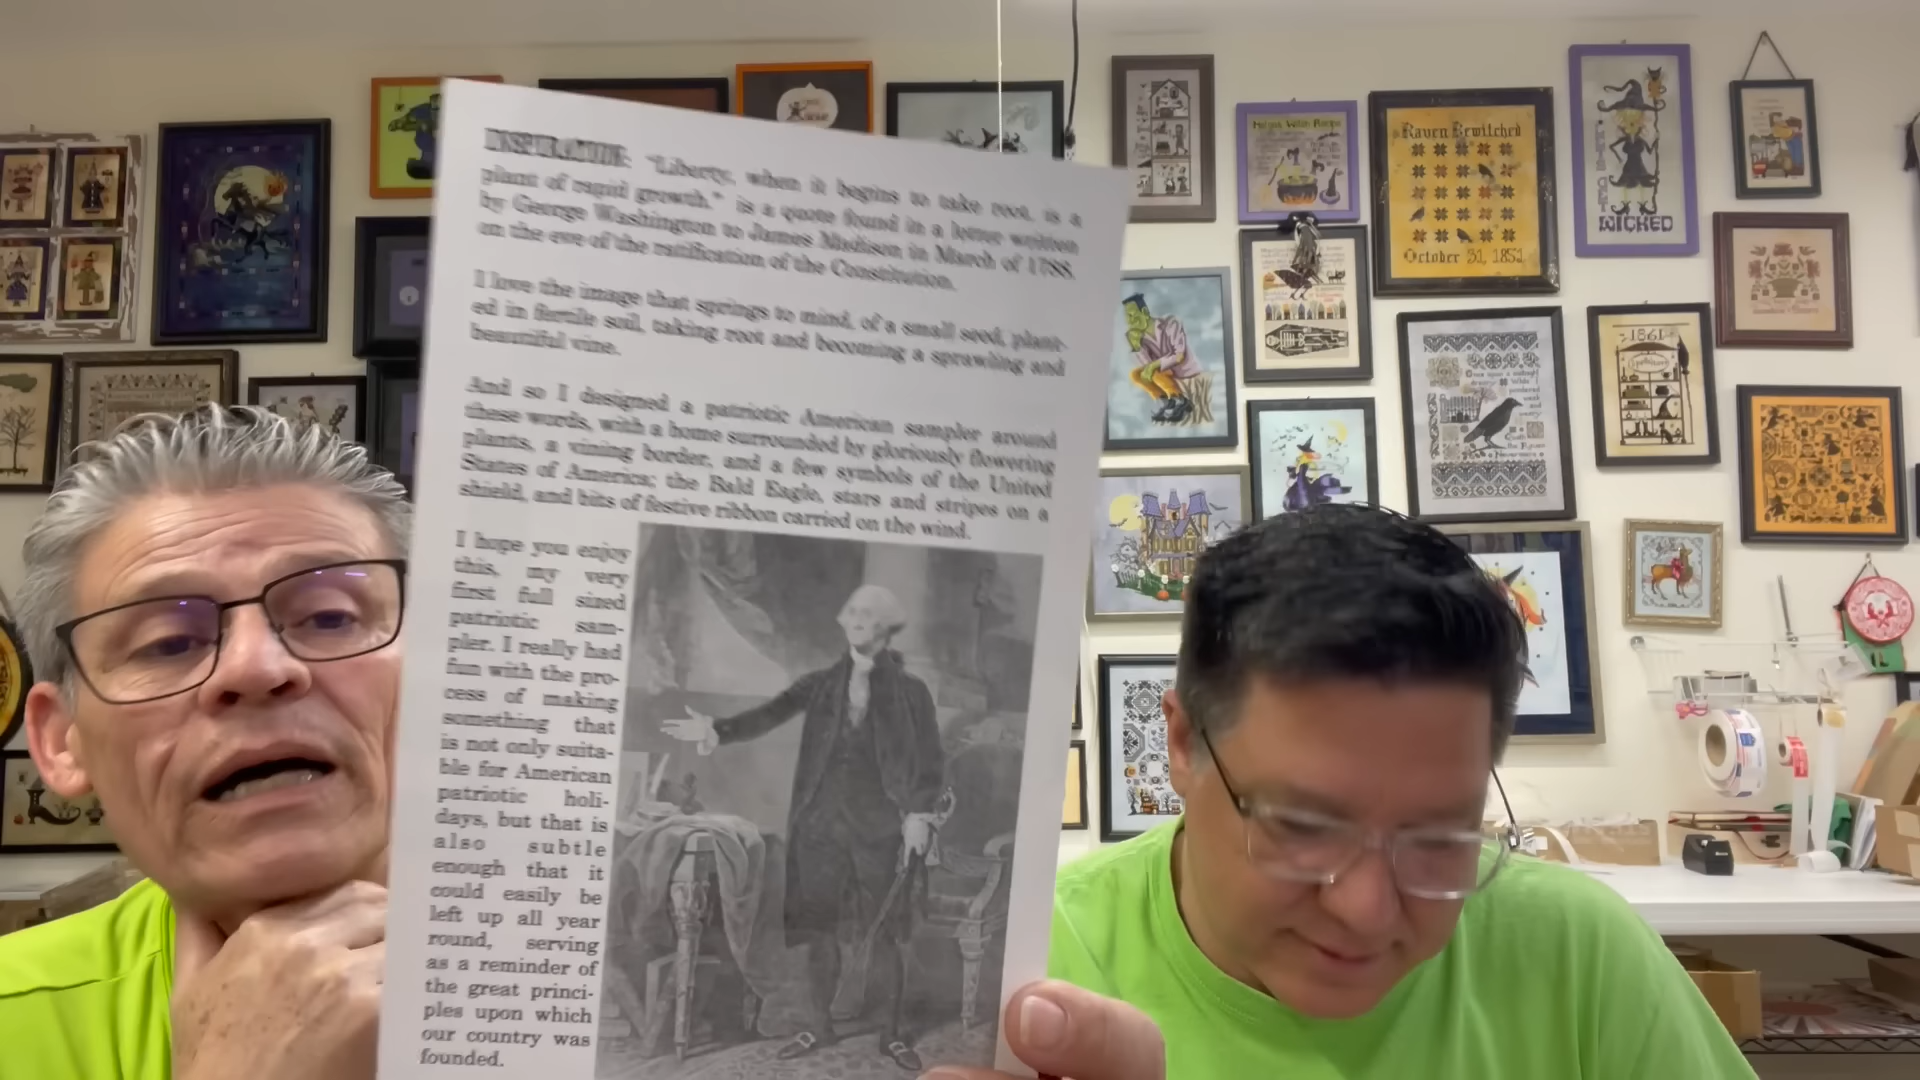 INSPIRATION: "Liberty, when it begins to take root, is a
plant of rapid growth." is a quote found in a letter written
by George Washington to James Madison in March of 1788,
on the eve of the ratification of the Constitution.
I love the image that springs to mind, of a small seed, plant-
ed in fertile soil, taking root and becoming a sprawling and
beautiful vine.
And so I designed a patriotic American sampler around
these words, with a home surrounded by gloriously flowering
plants, a vining border, and a few symbols of the United
States of America; the Bald Eagle, stars and stripes on a
shield, and bits of festive ribbon carried on the wind.
I hope you enjoy
this, my very
first full sized
patriotic sam-
pler. I really had
fun with the pro-
cess of making
something that
is not only suita-
ble for American
patriotic holi-
days, but that is
also subtle
enough that it
could easily be
left up all year
round, serving
as a reminder of
the great princi-
ples upon which
our country was
founded.
Raven Bewitched
October 31, 1851
WICKED
1861
Once upon a midnight
dreary
Quoth
the Raven
Nevermore